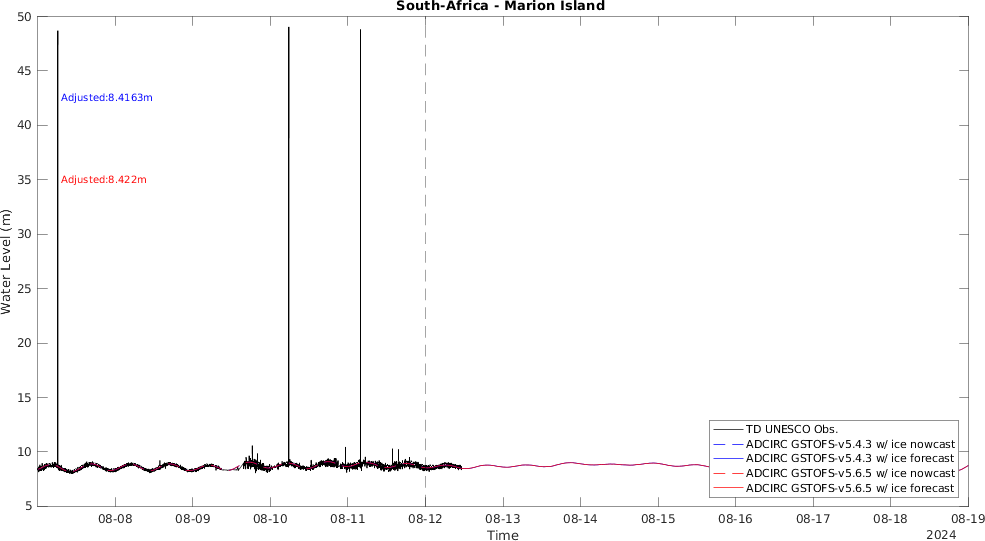 South-Africa - Marion Island
50
45
40
35
30
25
20
15
10
5
Water Level (m)
Adjusted:8.4163m
Adjusted:8.422m
TD UNESCO Obs.
ADCIRC GSTOFS-v5.4.3 w/ ice nowcast
ADCIRC GSTOFS-v5.4.3 w/ ice forecast
ADCIRC GSTOFS-v5.6.5 w/ ice nowcast
ADCIRC GSTOFS-v5.6.5 w/ ice forecast
08-08 08-09 08-10 08-11 08-12 08-13 08-14 08-15 08-16 08-17 08-18 08-19
Time
2024